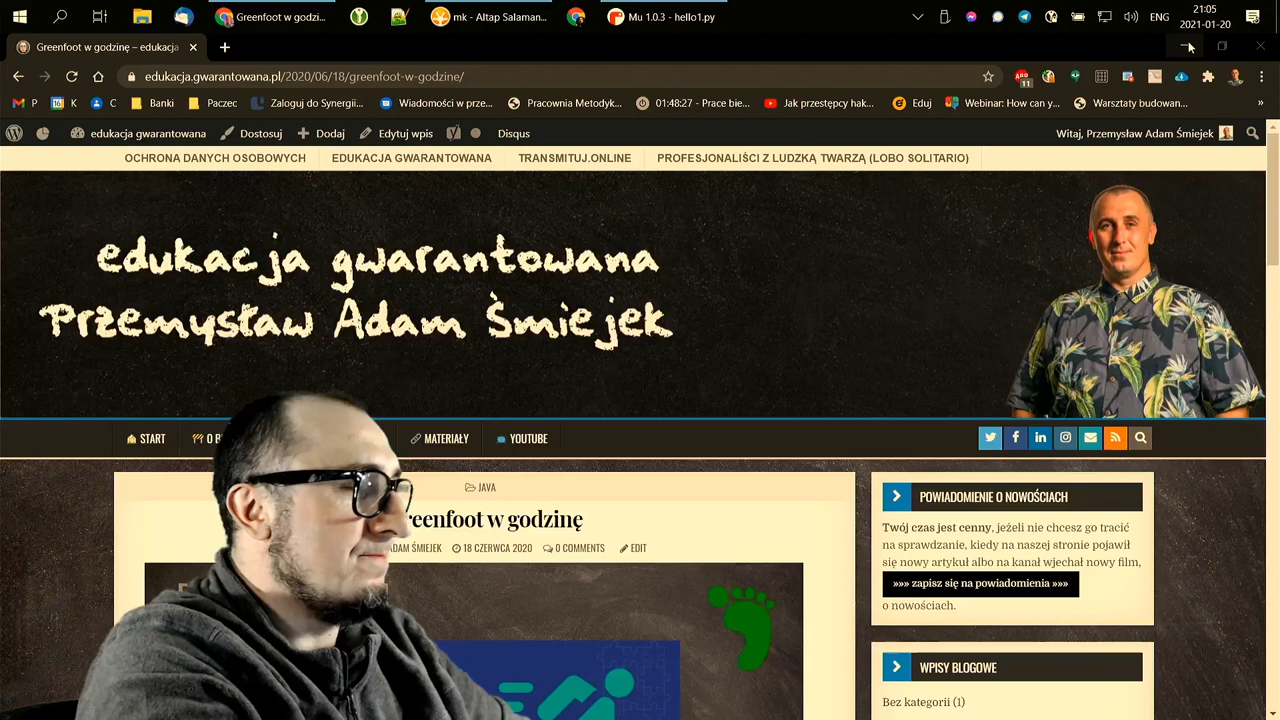 Greenfoot w godzi...
mk - Altap Salaman...
Mu 1.0.3 - hello1.py
ENG
21:05
2021-01-20
Greenfoot w godzinę – edukacja
edukacja.gwarantowana.pl/2020/06/18/greenfoot-w-godzine/
11
P
16
K
C
Banki
Paczec
Zaloguj do Synergii...
Wiadomości w prze...
Pracownia Metodyk...
01:48:27 - Prace bie...
Jak przestępcy hak...
Eduj
Webinar: How can y...
Warsztaty budowan...
»
edukacja gwarantowana
Dostosuj
Dodaj
Edytuj wpis
Disqus
Witaj, Przemysław Adam Śmiejek
OCHRONA DANYCH OSOBOWYCH
EDUKACJA GWARANTOWANA
TRANSMITUJ.ONLINE
PROFESJONALIŚCI Z LUDZKĄ TWARZĄ (LOBO SOLITARIO)
edukacja gwarantowana
Przemysław Adam Śmiejek
START
MATERIAŁY
YOUTUBE
JAVA
reenfoot w godzinę
ADAM ŚMIEJEK
18 CZERWCA 2020
0 COMMENTS
EDIT
POWIADOMIENIE O NOWOŚCIACH
Twój czas jest cenny, jeżeli nie chcesz go tracić
na sprawdzanie, kiedy na naszej stronie pojawił
się nowy artykuł albo na kanał wjechał nowy film,
»»» zapisz się na powiadomienia »»»
o nowościach.
WPISY BLOGOWE
Bez kategorii (1)